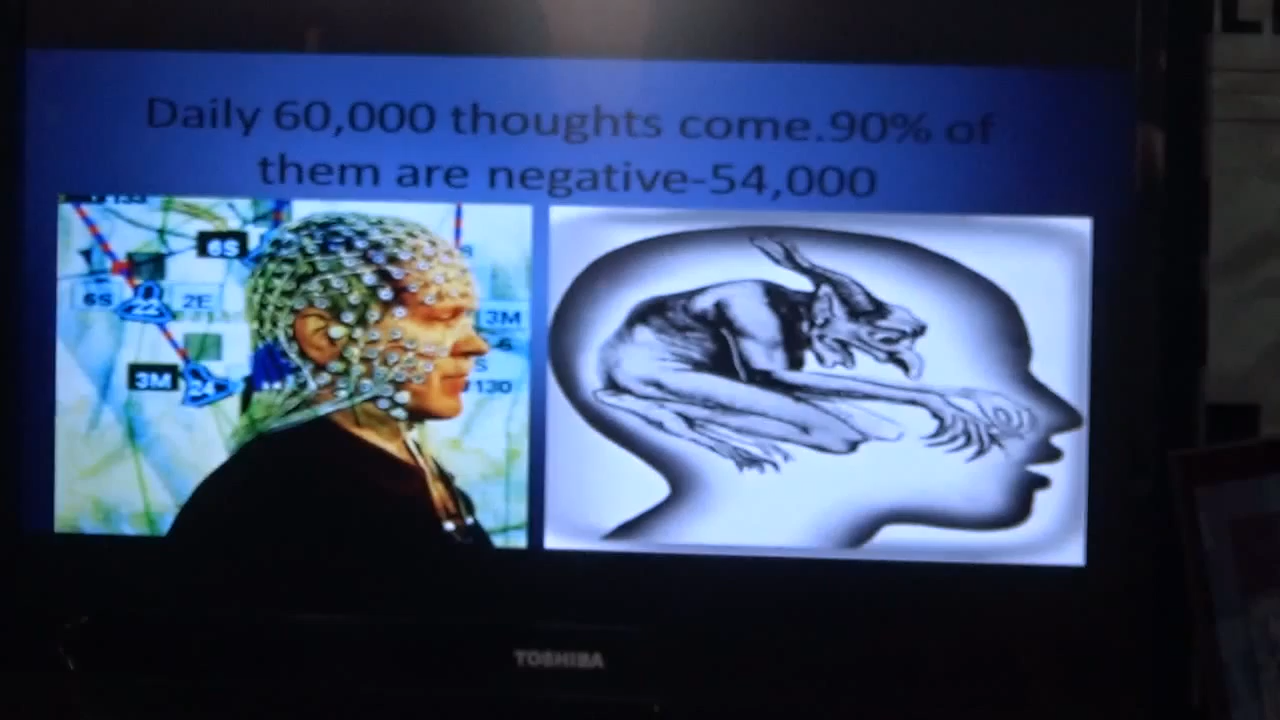 Daily 60,000 thoughts come.90% of
them are negative-54,000
6S
6S
22
2E
3M
3M
24
130
TOSHIBA